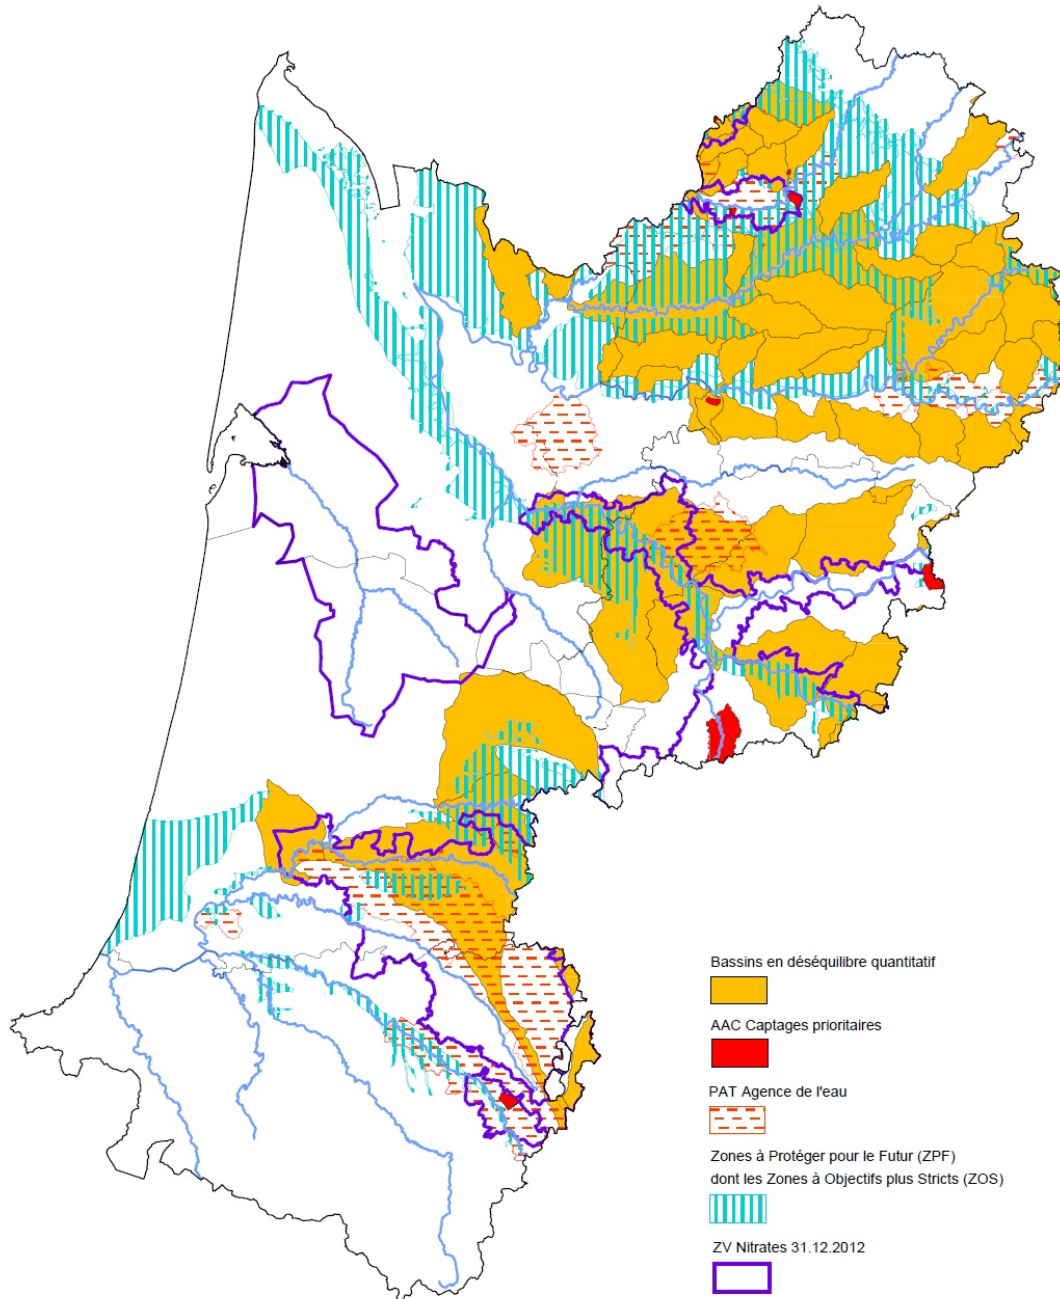 Bassins en déséquilibre quantitatif
AAC Captages prioritaires
PAT Agence de l'eau
Zones à Protéger pour le Futur (ZPF)
dont les Zones à Objectifs plus Stricts (ZOS)
ZV Nitrates 31.12.2012